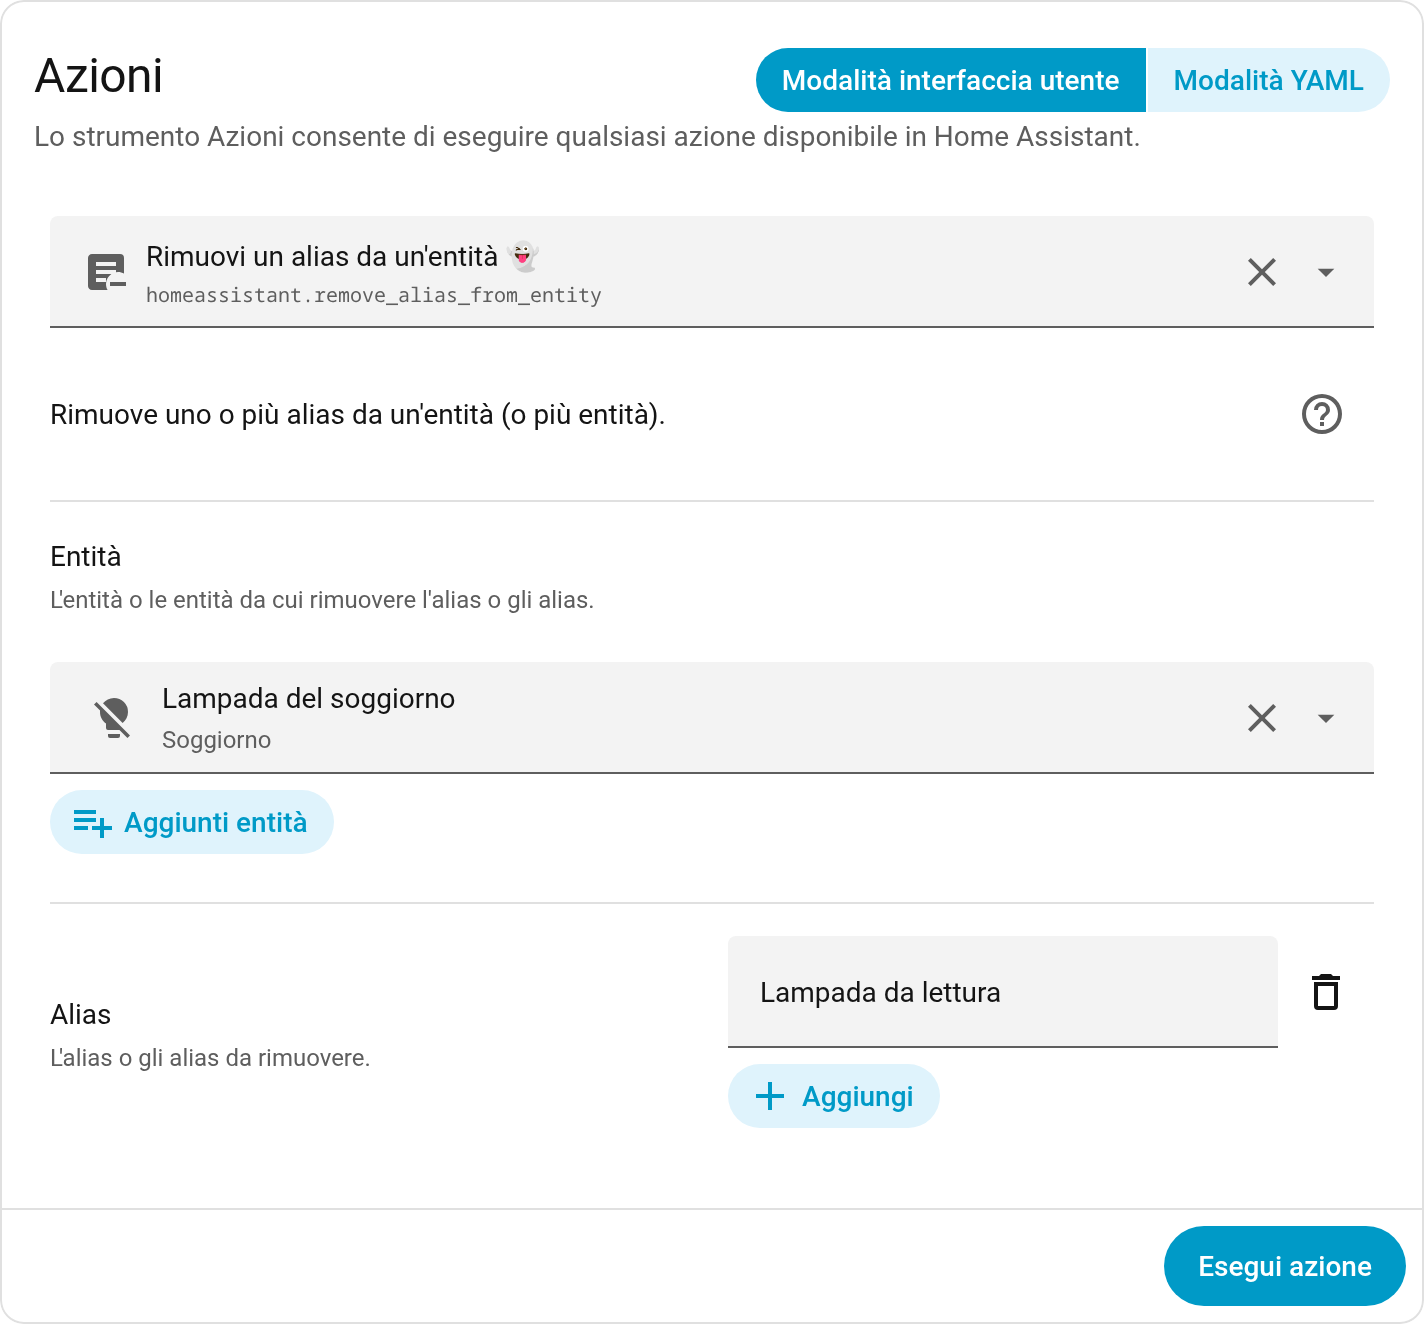 Azioni
Modalità interfaccia utente
Modalità YAML
Lo strumento Azioni consente di eseguire qualsiasi azione disponibile in Home Assistant.
Rimuovi un alias da un'entità 👻
homeassistant.remove_alias_from_entity
Rimuove uno o più alias da un'entità (o più entità).
Entità
L'entità o le entità da cui rimuovere l'alias o gli alias.
Lampada del soggiorno
Soggiorno
Aggiunti entità
Alias
L'alias o gli alias da rimuovere.
Lampada da lettura
Aggiungi
Esegui azione